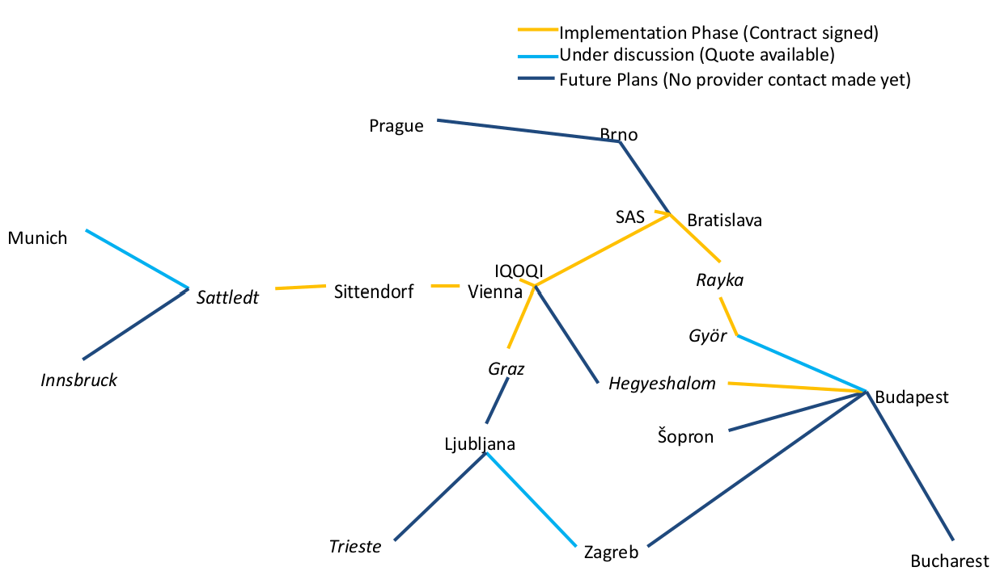 Implementation Phase (Contract signed)
Under discussion (Quote available)
Future Plans (No provider contact made yet)
Prague
Brno
SAS
Bratislava
Munich
IQOQI
Rayka
Sattledt
Sittendorf
Vienna
Györ
Innsbruck
Graz
Hegyeshalom
Budapest
Šopron
Ljubljana
Trieste
Zagreb
Bucharest